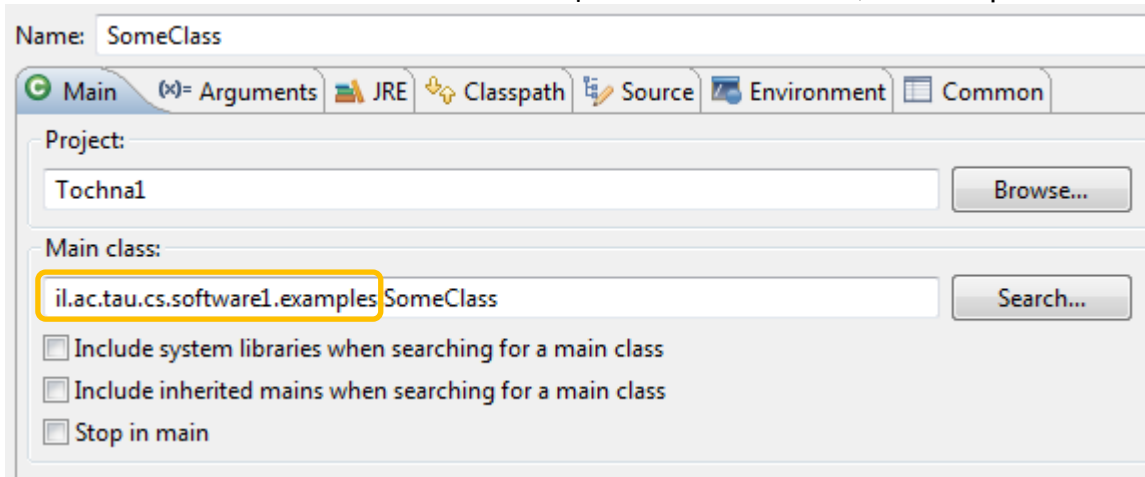 Name: SomeClass
Main (x)= Arguments JRE Classpath Source Environment Common
Project:
Tochna1 Browse...
Main class:
il.ac.tau.cs.software1.examples SomeClass Search...
Include system libraries when searching for a main class
Include inherited mains when searching for a main class
Stop in main